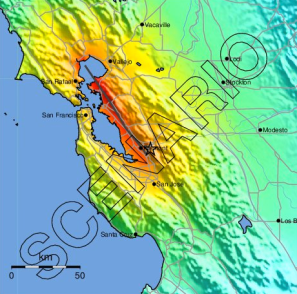 Vacaville
Vallejo
Lodi
San Rafael
Stockton
San Francisco
Modesto
San Jose
Los B
Santa Cruz
SCENARIO
km
0 50